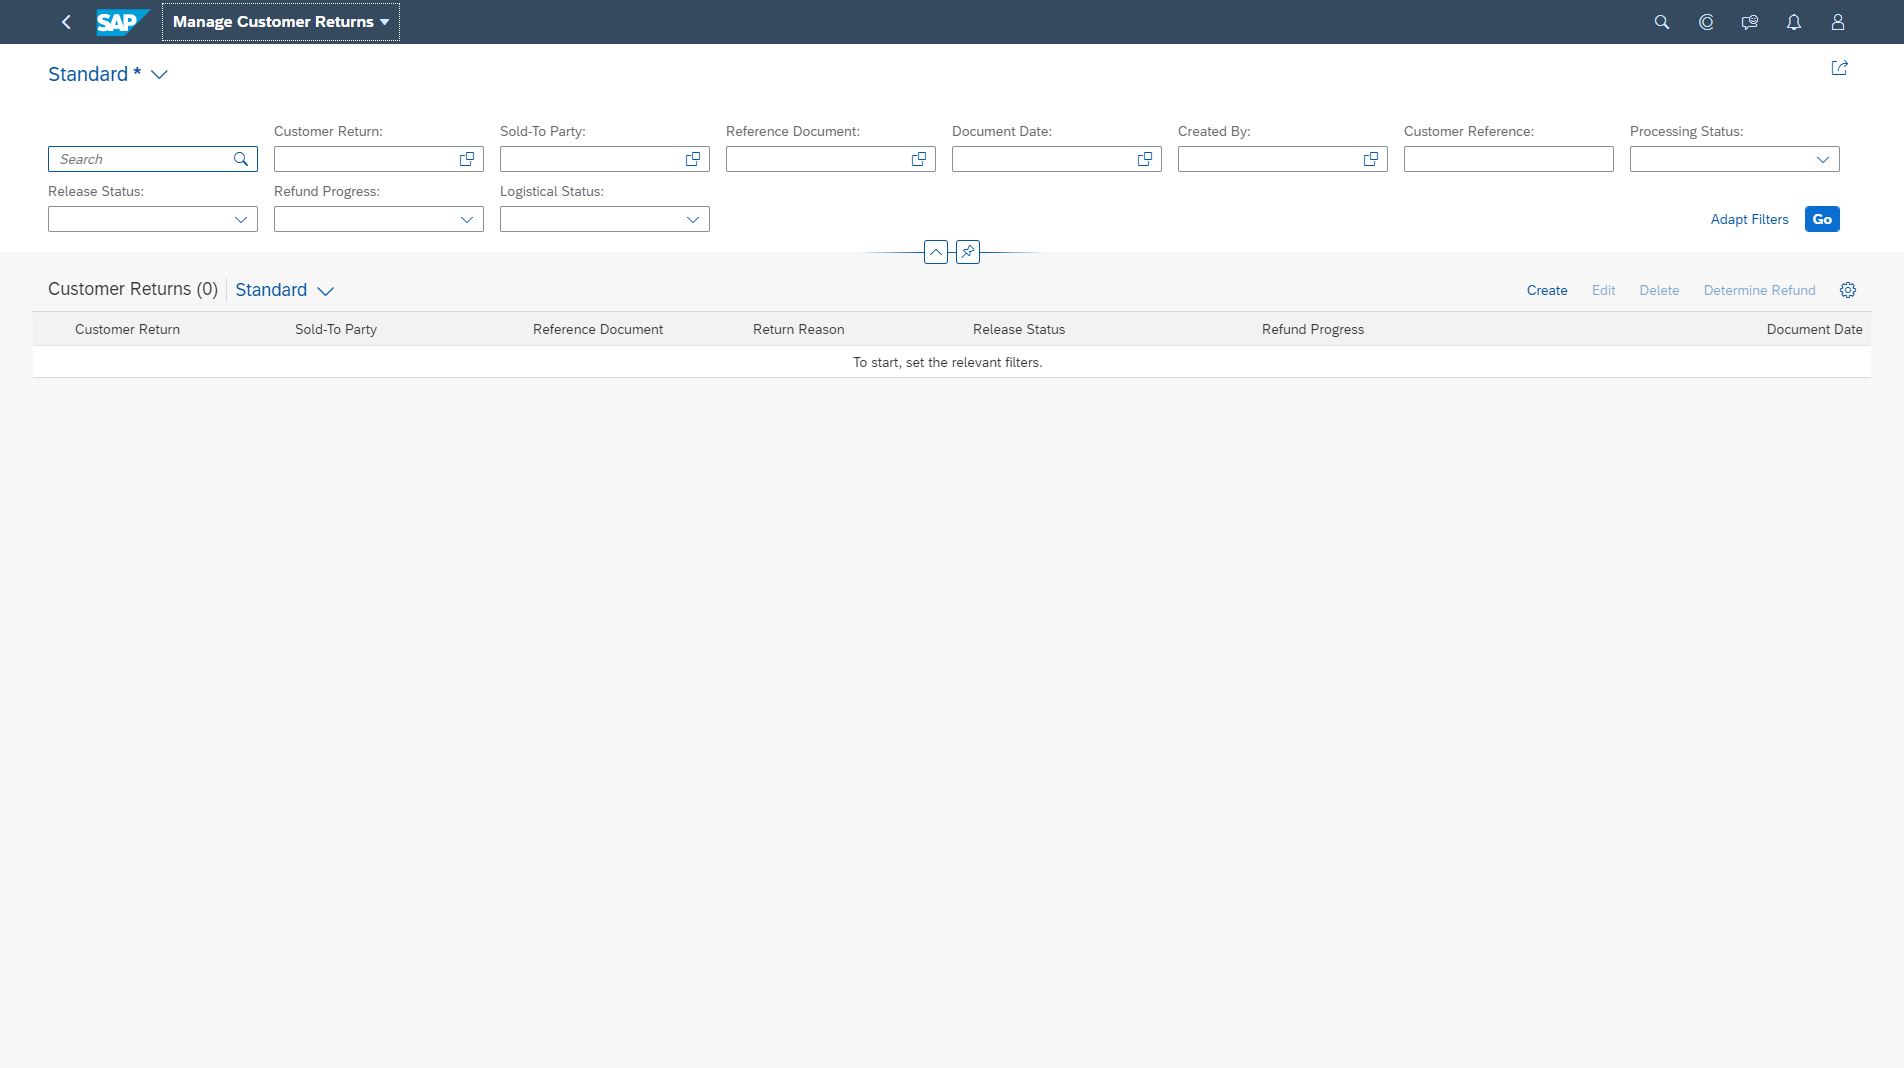 SAP
Manage Customer Returns
Standard *
Customer Return:
Sold-To Party:
Reference Document:
Document Date:
Created By:
Customer Reference:
Processing Status:
Search
Release Status:
Refund Progress:
Logistical Status:
Adapt Filters
Go
Customer Returns (0)
Standard
Create
Edit
Delete
Determine Refund
Customer Return
Sold-To Party
Reference Document
Return Reason
Release Status
Refund Progress
Document Date
To start, set the relevant filters.